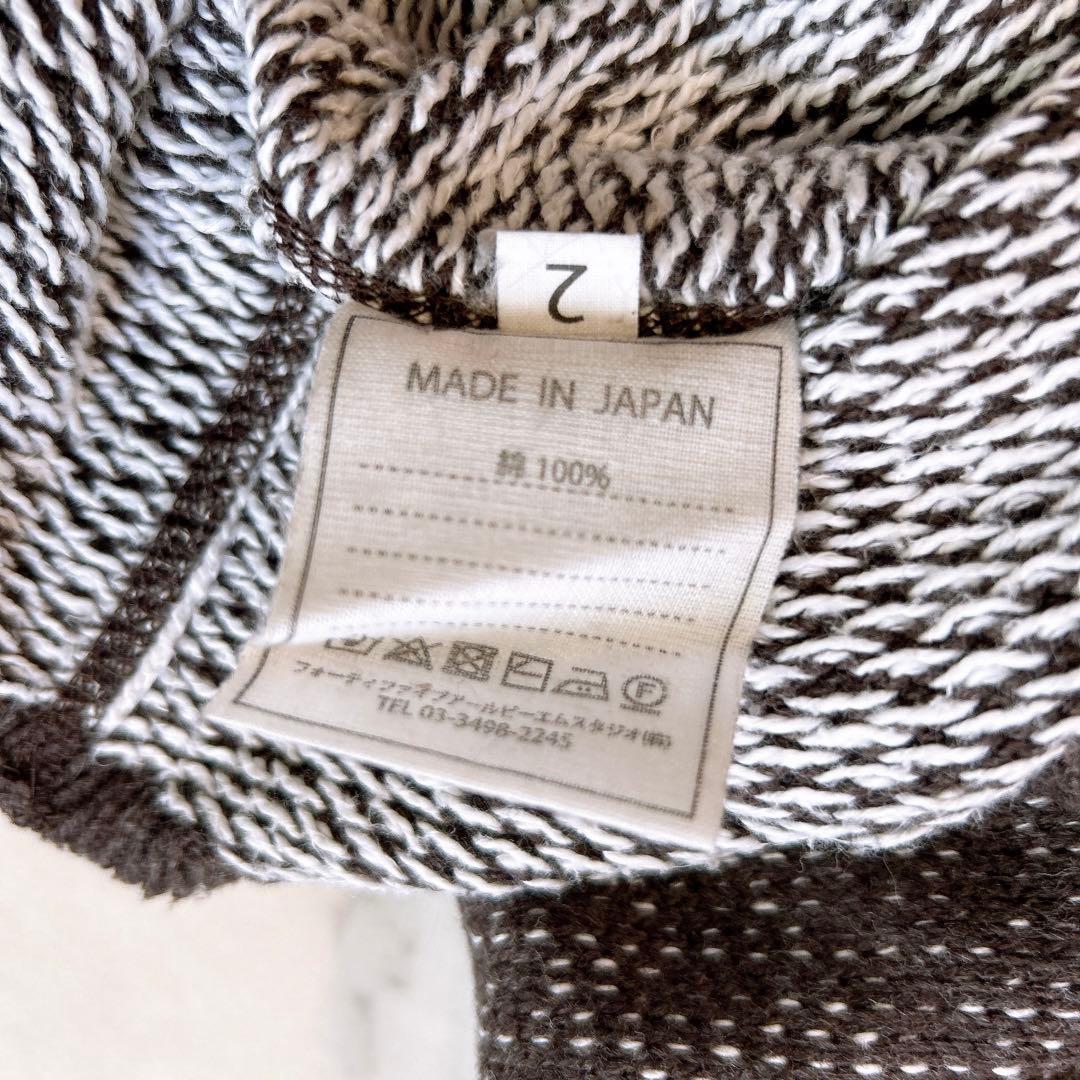 2
MADE IN JAPAN
綿 100%
F
フォーティファイブアールピーエムスタジオ(株)
TEL 03-3498-2245